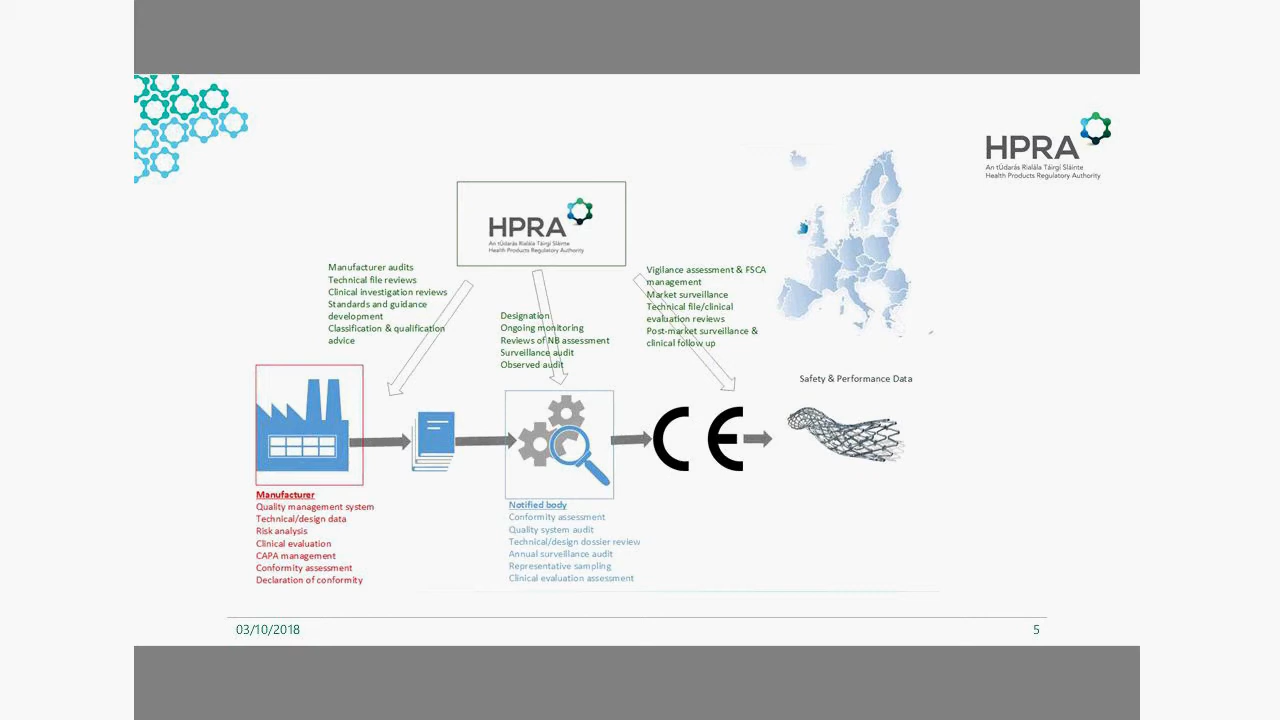 HPRA
An tÚdarás Rialála Táirgí Sláinte
Health Products Regulatory Authority
HPRA
An tÚdarás Rialála Táirgí Sláinte
Health Products Regulatory Authority
Manufacturer audits
Technical file reviews
Clinical investigation reviews
Standards and guidance
development
Classification & qualification
advice
Designation
Ongoing monitoring
Reviews of NB assessment
Surveillance audit
Observed audit
Vigilance assessment & FSCA
management
Market surveillance
Technical file/clinical
evaluation reviews
Post-market surveillance &
clinical follow up
Safety & Performance Data
CE
Manufacturer
Quality management system
Technical/design data
Risk analysis
Clinical evaluation
CAPA management
Conformity assessment
Declaration of conformity
Notified body
Conformity assessment
Quality system audit
Technical/design dossier review
Annual surveillance audit
Representative sampling
Clinical evaluation assessment
03/10/2018
5